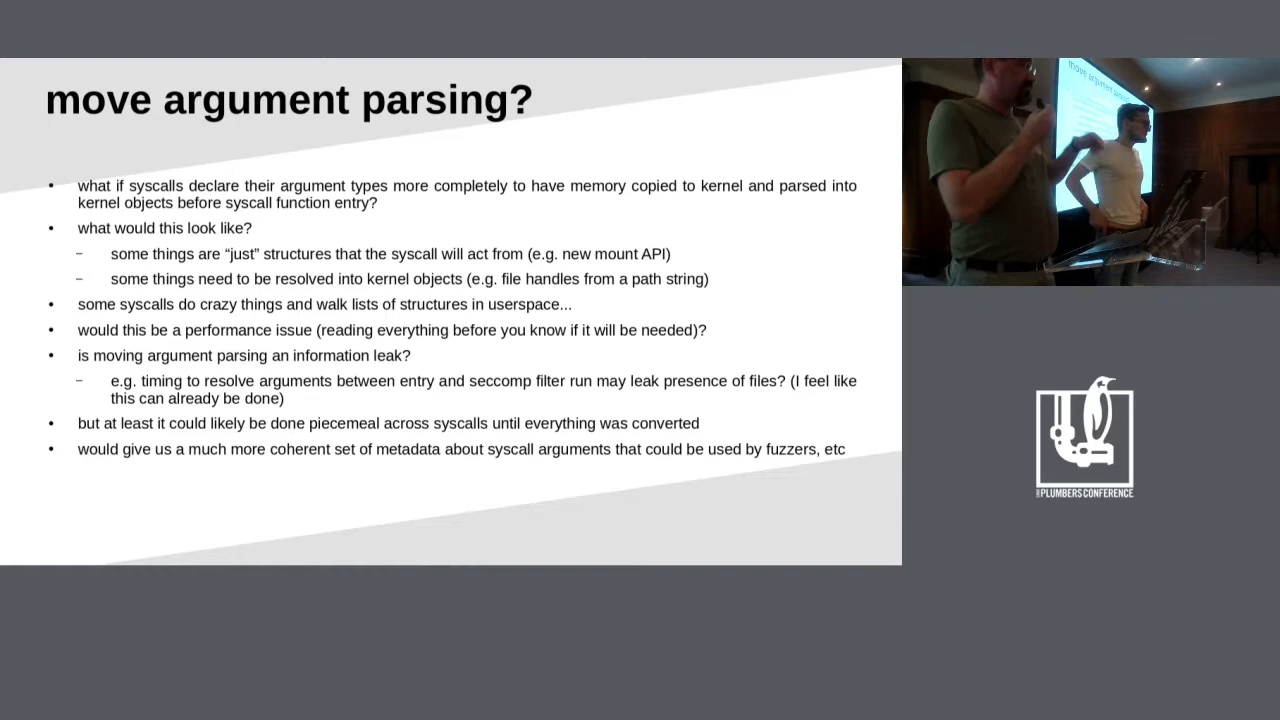 move argument parsing?
• what if syscalls declare their argument types more completely to have memory copied to kernel and parsed into
kernel objects before syscall function entry?
• what would this look like?
– some things are “just” structures that the syscall will act from (e.g. new mount API)
– some things need to be resolved into kernel objects (e.g. file handles from a path string)
• some syscalls do crazy things and walk lists of structures in userspace...
• would this be a performance issue (reading everything before you know if it will be needed)?
• is moving argument parsing an information leak?
– e.g. timing to resolve arguments between entry and seccomp filter run may leak presence of files? (I feel like
this can already be done)
• but at least it could likely be done piecemeal across syscalls until everything was converted
• would give us a much more coherent set of metadata about syscall arguments that could be used by fuzzers, etc
move argument parsing?
PLUMBERS CONFERENCE